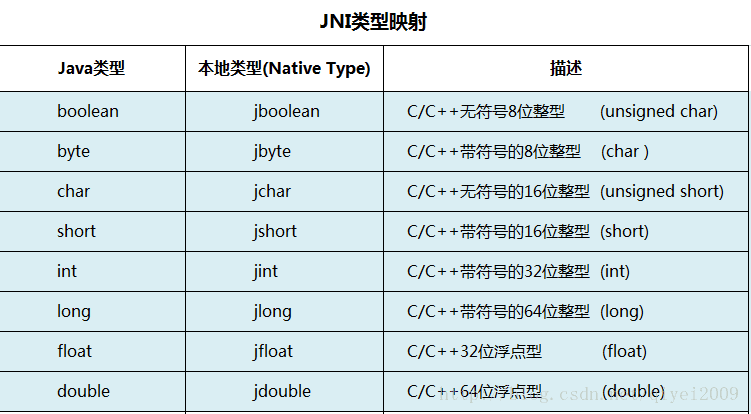 JNI类型映射
Java类型 本地类型(Native Type) 描述
boolean jboolean C/C++无符号8位整型 (unsigned char)
byte jbyte C/C++带符号的8位整型 (char )
char jchar C/C++无符号的16位整型 (unsigned short)
short jshort C/C++带符号的16位整型 (short)
int jint C/C++带符号的32位整型 (int)
long jlong C/C++带符号的64位整型 (long)
float jfloat C/C++32位浮点型 (float)
double jdouble C/C++64位浮点型 (double)
http://blog.csdn.net/qiyei2009